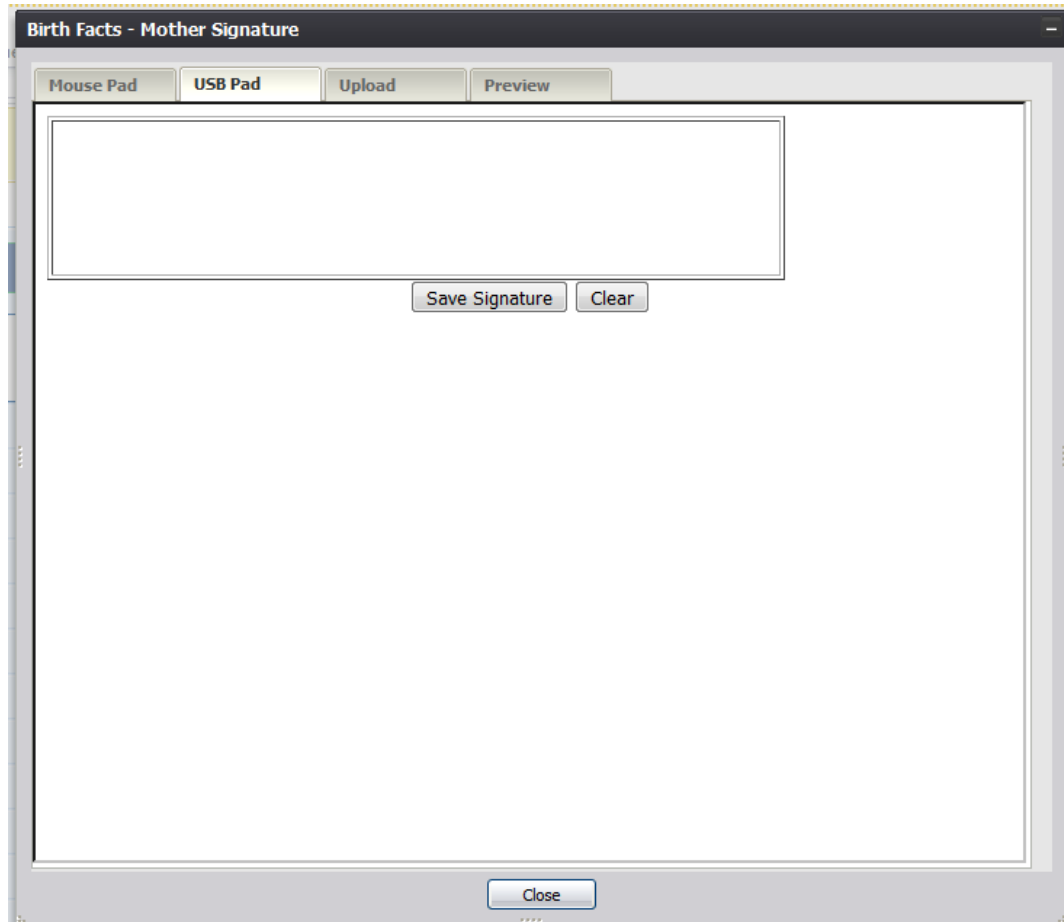 Birth Facts - Mother Signature
Mouse Pad USB Pad Upload Preview
Save Signature Clear
Close